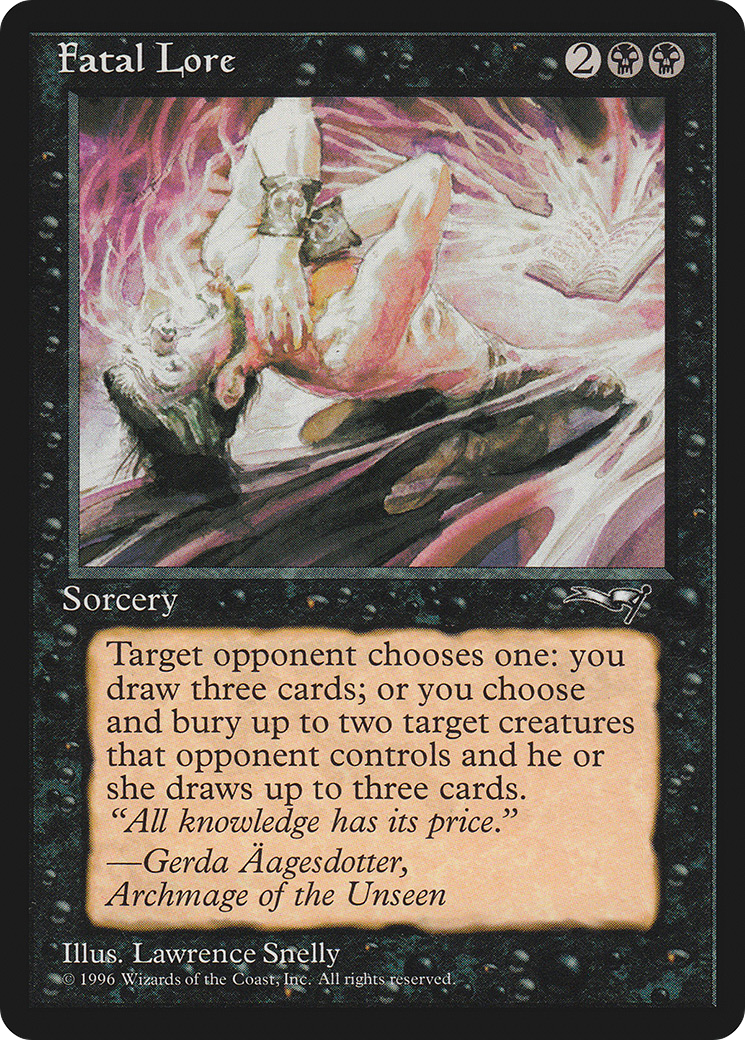 Fatal Lore 2
Sorcery
Target opponent chooses one: you
draw three cards; or you choose
and bury up to two target creatures
that opponent controls and he or
she draws up to three cards.
“All knowledge has its price.”
—Gerda Äagesdotter,
Archmage of the Unseen
Illus. Lawrence Snelly
© 1996 Wizards of the Coast, Inc. All rights reserved.